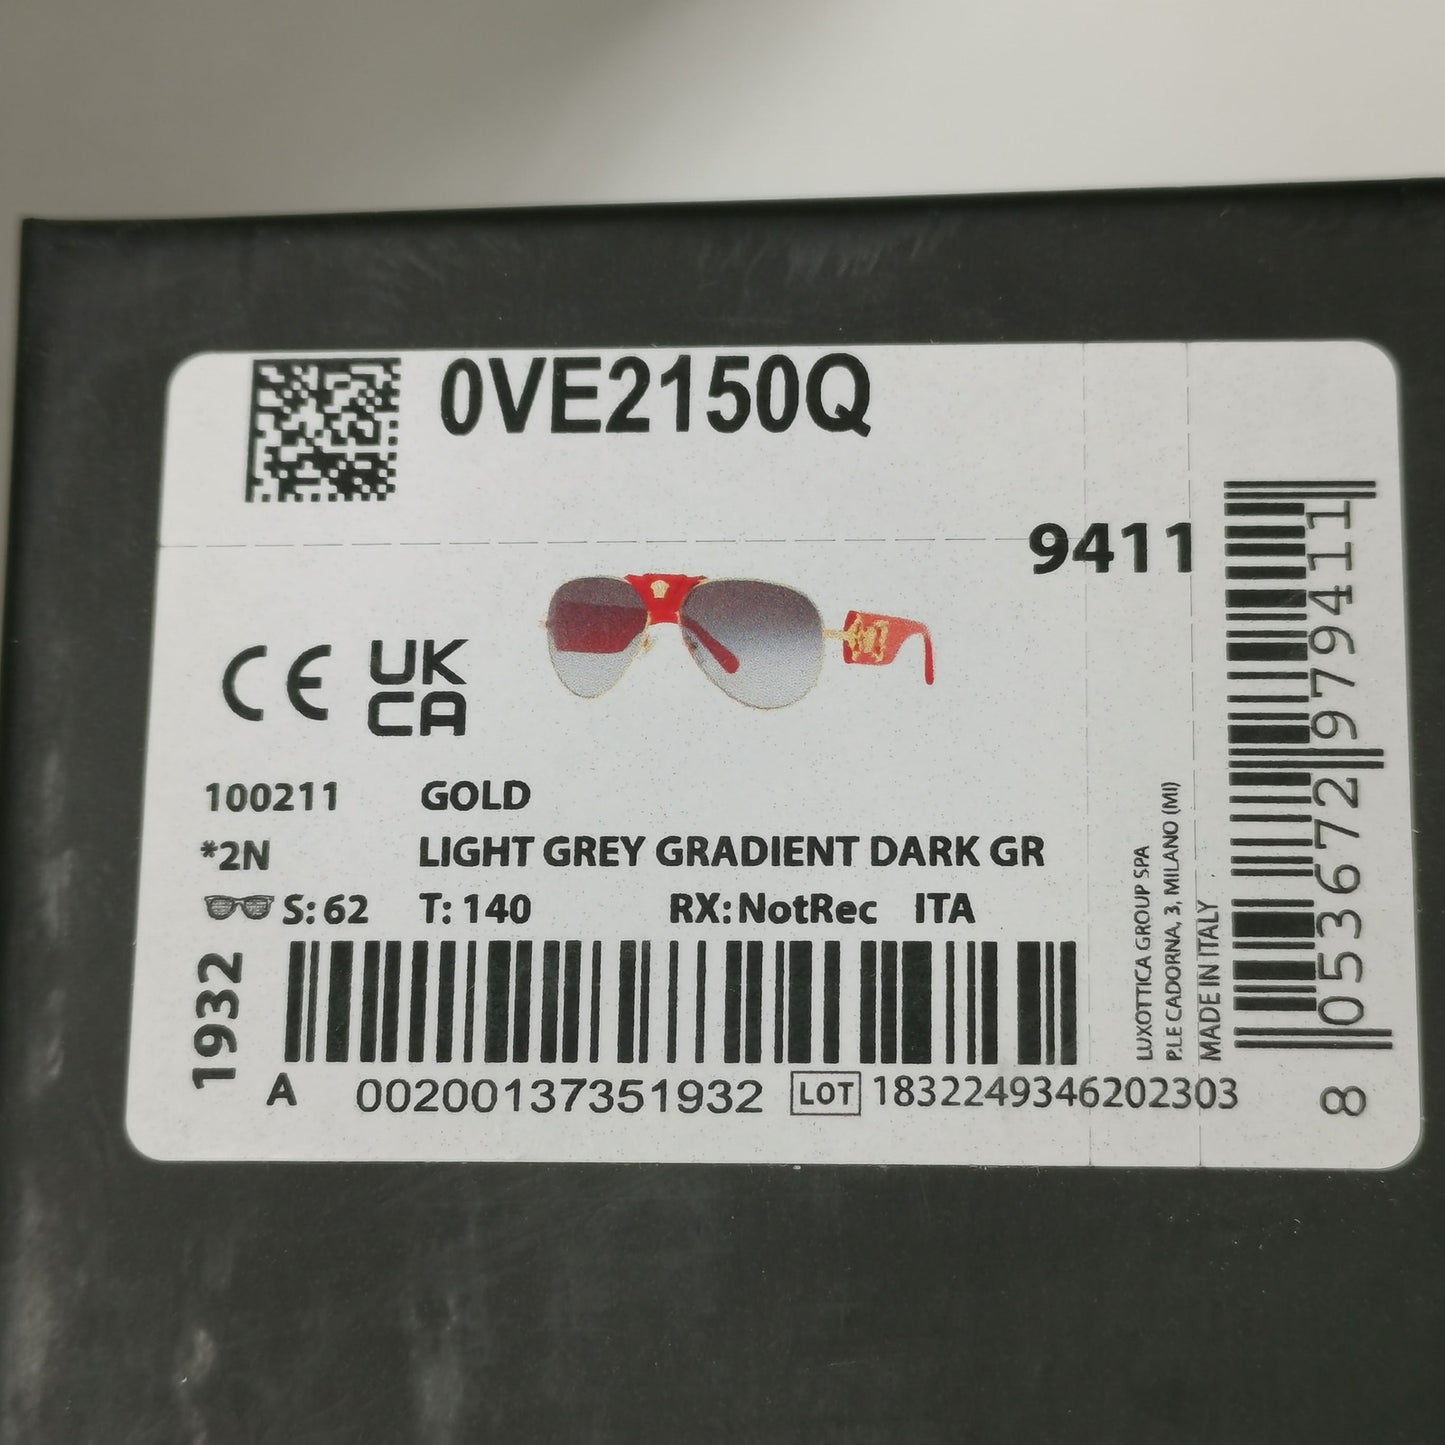 0VE2150Q
9411
CE UK CA
100211 GOLD
*2N LIGHT GREY GRADIENT DARK GR
S: 62 T: 140 RX: NotRec ITA
1932
A 00200137351932 LOT 1832249346202303
LUXOTTICA GROUP SPA
P.LE CADORNA, 3, MILANO (MI)
MADE IN ITALY
8 053672 979411